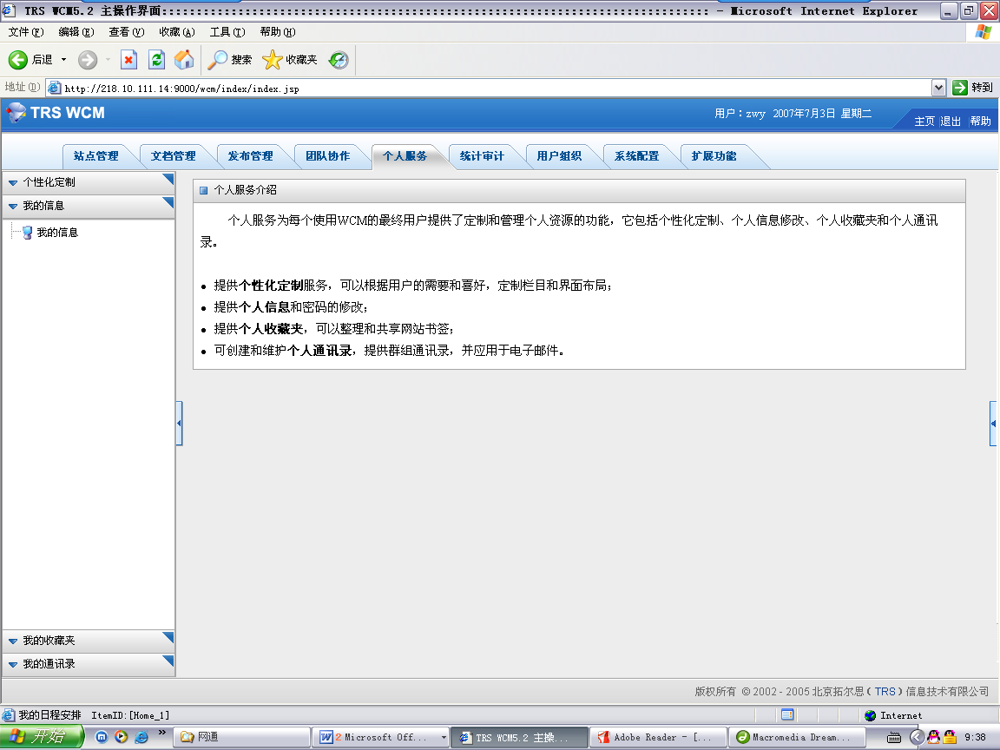 TRS WCM5.2 主操作界面:::::::::::::::::::::::::::::::::::::::::::::::::::::::::::::::::::::::::::::::: - Microsoft Internet Explorer
文件(F) 编辑(E) 查看(V) 收藏(A) 工具(T) 帮助(H)
后退 搜索 收藏夹
地址(D) http://218.10.111.14:9000/wcm/index/index.jsp 转到
TRS WCM 用户:zwy 2007年7月3日 星期二
主页 |退出 |帮助
站点管理 文档管理 发布管理 团队协作 个人服务 统计审计 用户组织 系统配置 扩展功能
个性化定制
我的信息
我的信息
个人服务介绍
个人服务为每个使用WCM的最终用户提供了定制和管理个人资源的功能，它包括个性化定制、个人信息修改、个人收藏夹和个人通讯
录。
● 提供个性化定制服务，可以根据用户的需要和喜好，定制栏目和界面布局；
● 提供个人信息和密码的修改；
● 提供个人收藏夹，可以整理和共享网站书签；
● 可创建和维护个人通讯录，提供群组通讯录，并应用于电子邮件。
我的收藏夹
我的通讯录
版权所有 © 2002 - 2005 北京拓尔思 ( TRS ) 信息技术有限公司
我的日程安排 ItemID:[Home_1] Internet
开始 » 网通 2 Microsoft Off... TRS WCM5.2 主操... Adobe Reader - [... Macromedia Dream... 9:38